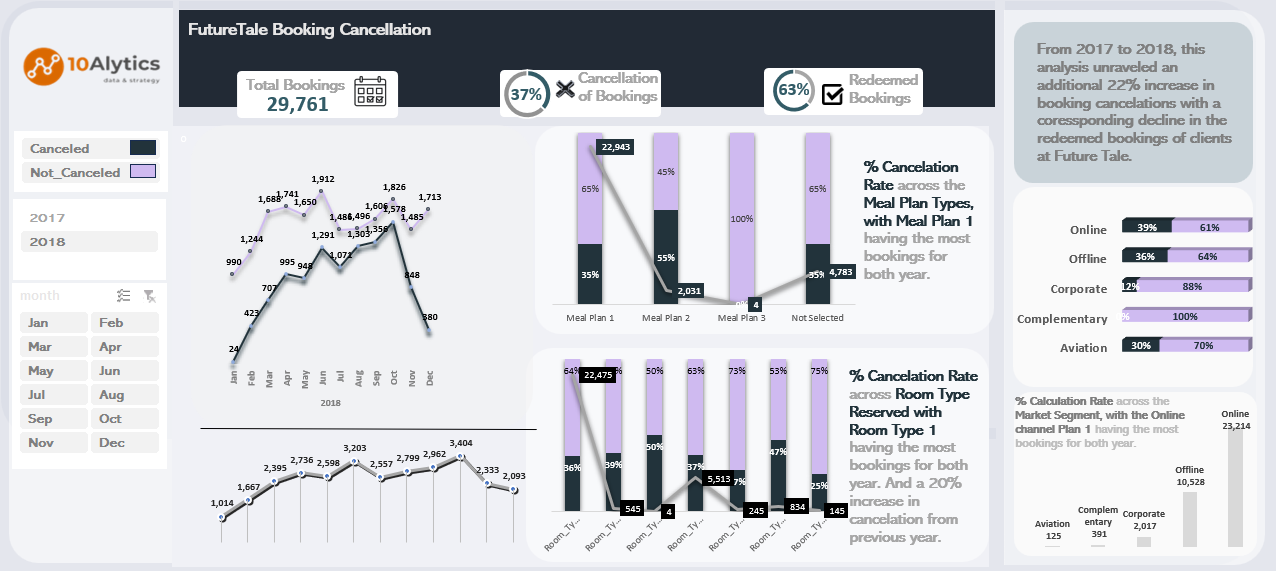 FutureTale Booking Cancellation
10Alytics
data & strategy
Total Bookings
29,761
37%
Cancellation
of Bookings
63%
Redeemed
Bookings
From 2017 to 2018, this
analysis unraveled an
additional 22% increase in
booking cancelations with a
coressponding decline in the
redeemed bookings of clients
at Future Tale.
Canceled
Not_Canceled
2017
2018
month
Jan
Feb
Mar
Apr
May
Jun
Jul
Aug
Sep
Oct
Nov
Dec
0
990
1,244
1,688
1,741
1,650
1,912
1,486
1,496
1,606
1,826
1,485
1,713
24
423
707
995
948
1,291
1,071
1,303
1,356
1,578
848
380
Jan
Feb
Mar
Apr
May
Jun
Jul
Aug
Sep
Oct
Nov
Dec
2018
1,014
1,667
2,395
2,736
2,598
3,203
2,557
2,799
2,962
3,404
2,333
2,093
22,943
65%
45%
100%
65%
35%
55%
0%
35%
2,031
4
4,783
Meal Plan 1
Meal Plan 2
Meal Plan 3
Not Selected
% Cancelation
Rate across the
Meal Plan Types,
with Meal Plan 1
having the most
bookings for
both year.
64%
22,475
50%
63%
73%
53%
75%
36%
39%
50%
37%
47%
25%
545
4
5,513
245
834
145
Room_Ty...
Room_Ty...
Room_Ty...
Room_Ty...
Room_Ty...
Room_Ty...
Room_Ty...
% Cancelation Rate
across Room Type
Reserved with
Room Type 1
having the most
bookings for both
year. And a 20%
increase in
cancelation from
previous year.
Online
39%
61%
Offline
36%
64%
Corporate
12%
88%
Complementary
%
100%
Aviation
30%
70%
% Calculation Rate across the
Market Segment, with the Online
channel Plan 1 having the most
bookings for both year.
Aviation
125
Complem
entary
391
Corporate
2,017
Offline
10,528
Online
23,214